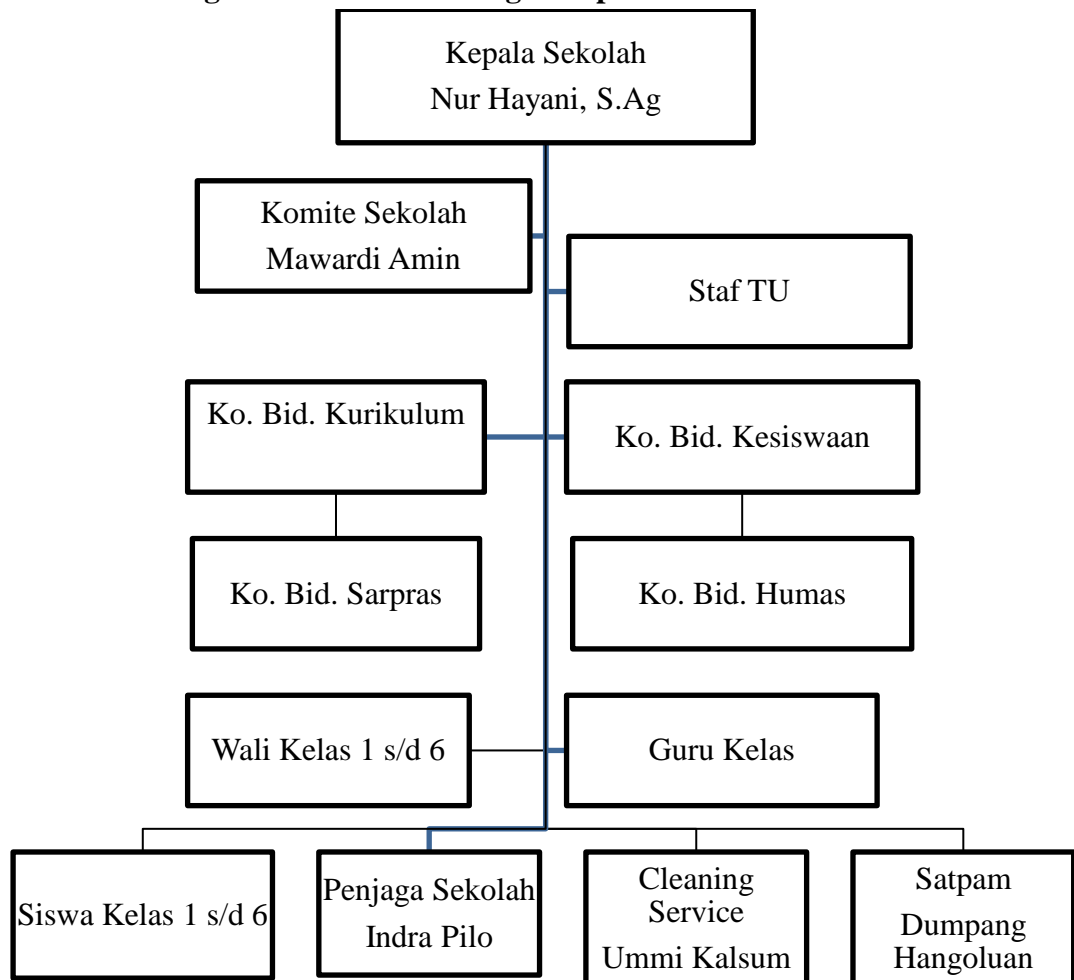 Kepala Sekolah
Nur Hayani, S.Ag
Komite Sekolah
Mawardi Amin
Staf TU
Ko. Bid. Kurikulum
Ko. Bid. Kesiswaan
Ko. Bid. Sarpras
Ko. Bid. Humas
Wali Kelas 1 s/d 6
Guru Kelas
Siswa Kelas 1 s/d 6
Penjaga Sekolah
Indra Pilo
Cleaning
Service
Ummi Kalsum
Satpam
Dumpang
Hangoluan